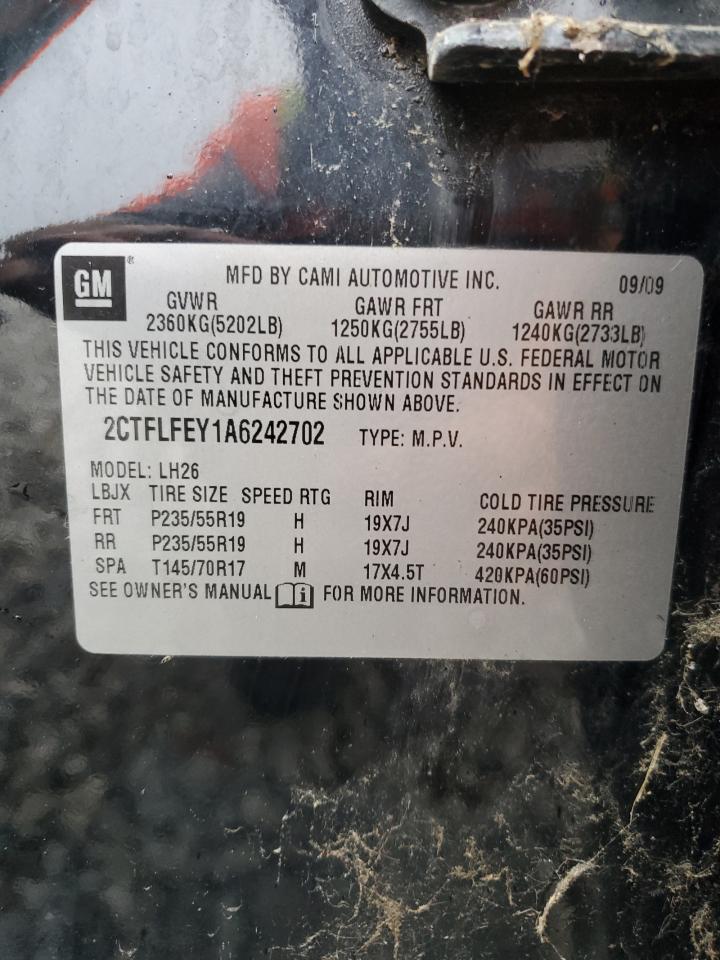 GM® MFD BY CAMI AUTOMOTIVE INC. 09/09
GVWR GAWR FRT GAWR RR
2360KG(5202LB) 1250KG(2755LB) 1240KG(2733LB)
THIS VEHICLE CONFORMS TO ALL APPLICABLE U.S. FEDERAL MOTOR
VEHICLE SAFETY AND THEFT PREVENTION STANDARDS IN EFFECT ON
THE DATE OF MANUFACTURE SHOWN ABOVE.
2CTFLFEY1A6242702 TYPE: M.P.V.
MODEL: LH26
LBJX TIRE SIZE SPEED RTG RIM COLD TIRE PRESSURE
FRT P235/55R19 H 19X7J 240KPA(35PSI)
RR P235/55R19 H 19X7J 240KPA(35PSI)
SPA T145/70R17 M 17X4.5T 420KPA(60PSI)
SEE OWNER'S MANUAL i FOR MORE INFORMATION.